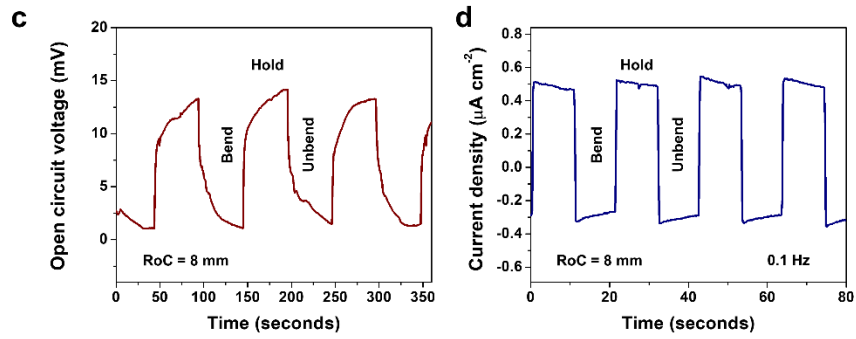 c
Open circuit voltage (mV)
20
15
10
5
0
Hold
Bend
Unbend
RoC = 8 mm
0 50 100 150 200 250 300 350
Time (seconds)
d
Current density (μA cm⁻²)
0.8
0.6
0.4
0.2
0.0
-0.2
-0.4
-0.6
Hold
Bend
Unbend
RoC = 8 mm
0.1 Hz
0 20 40 60 80
Time (seconds)